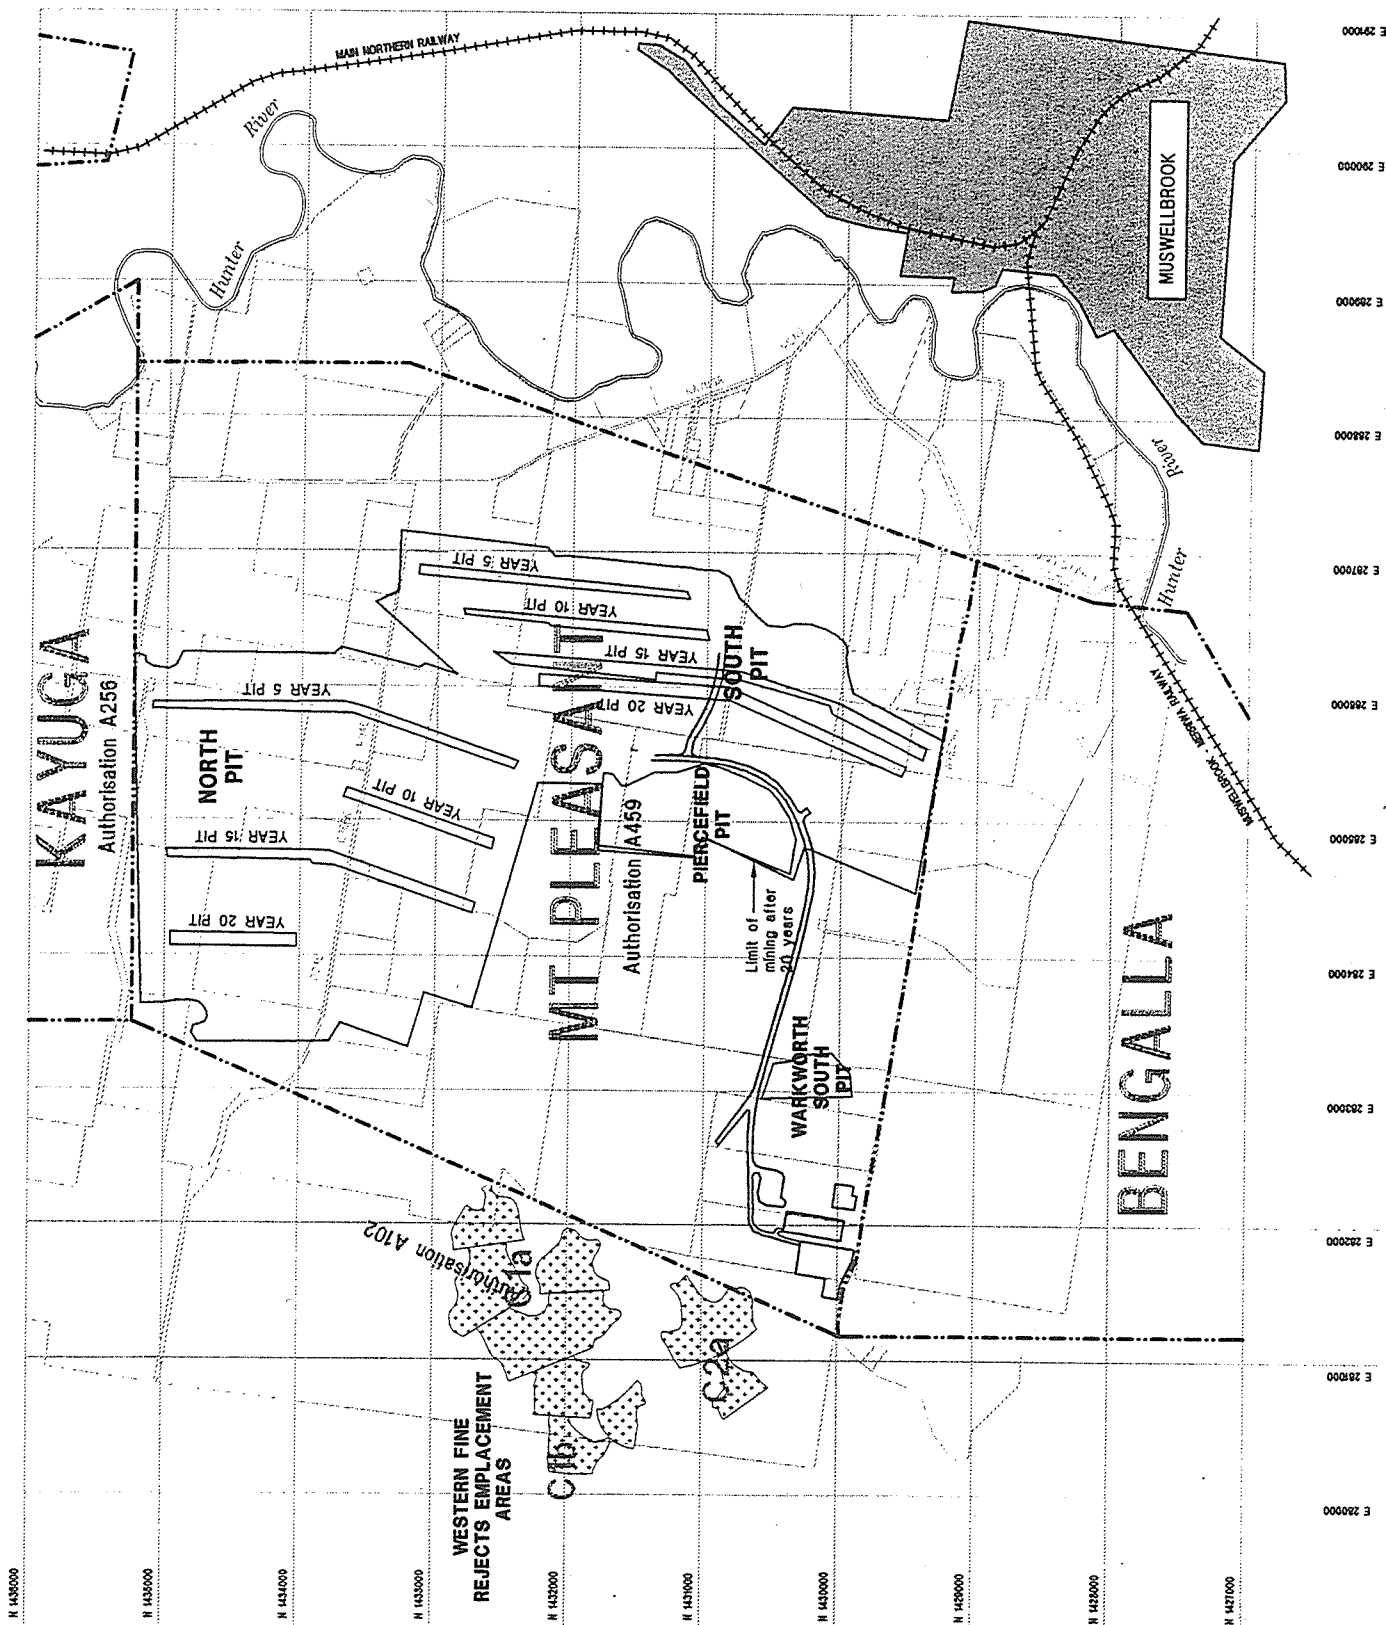 MAIN NORTHERN RAILWAY
River
Hunter
MUSWELLBROOK
E 291000
E 290000
E 289000
E 288000
E 287000
E 286000
E 285000
E 284000
E 283000
E 282000
E 281000
E 280000
KAYUGA
Authorisation A256
NORTH
PIT
YEAR 5 PIT
YEAR 10 PIT
YEAR 15 PIT
YEAR 20 PIT
YEAR 5 PIT
YEAR 10 PIT
YEAR 15 PIT
YEAR 20 PIT
SOUTH
PIT
MT PLEASANT
Authorisation A459
PIERCEFIELD
PIT
Limit of
mining after
20 years
WARKWORTH
SOUTH
PIT
River
Hunter
MUSWELLBROOK - MERRIWA RAILWAY
BENGALLA
Authorisation A102
C1a
C1b
C2a
WESTERN FINE
REJECTS EMPLACEMENT
AREAS
N 1436000
N 1435000
N 1434000
N 1433000
N 1432000
N 1431000
N 1430000
N 1429000
N 1428000
N 1427000